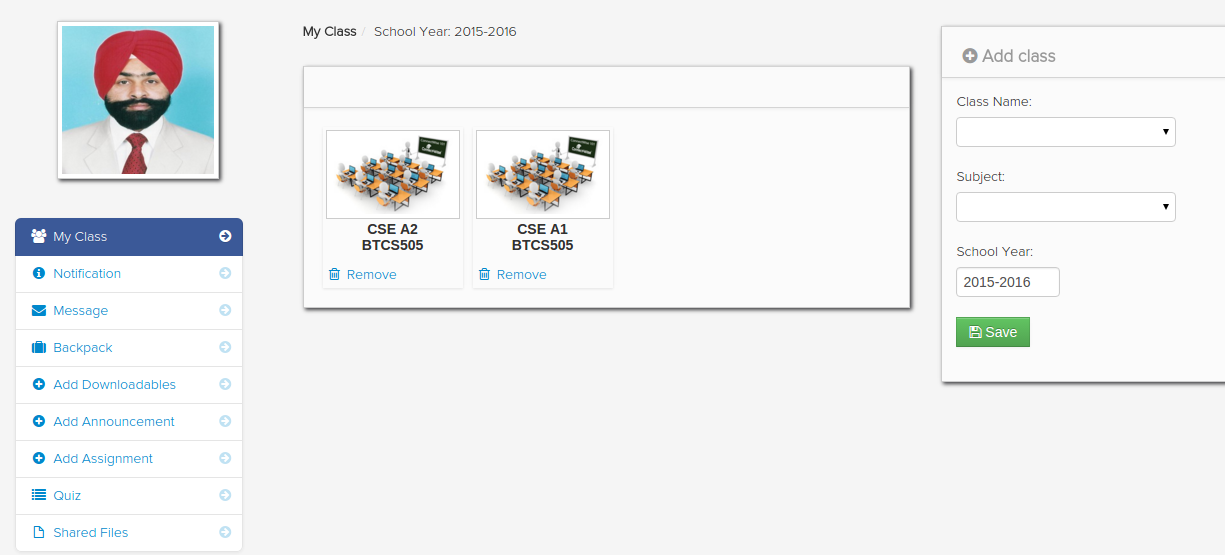 My Class / School Year: 2015-2016
Add class
Class Name:
Subject:
School Year:
2015-2016
Save
CSE A2
BTCS505
Remove
CSE A1
BTCS505
Remove
My Class
Notification
Message
Backpack
Add Downloadables
Add Announcement
Add Assignment
Quiz
Shared Files